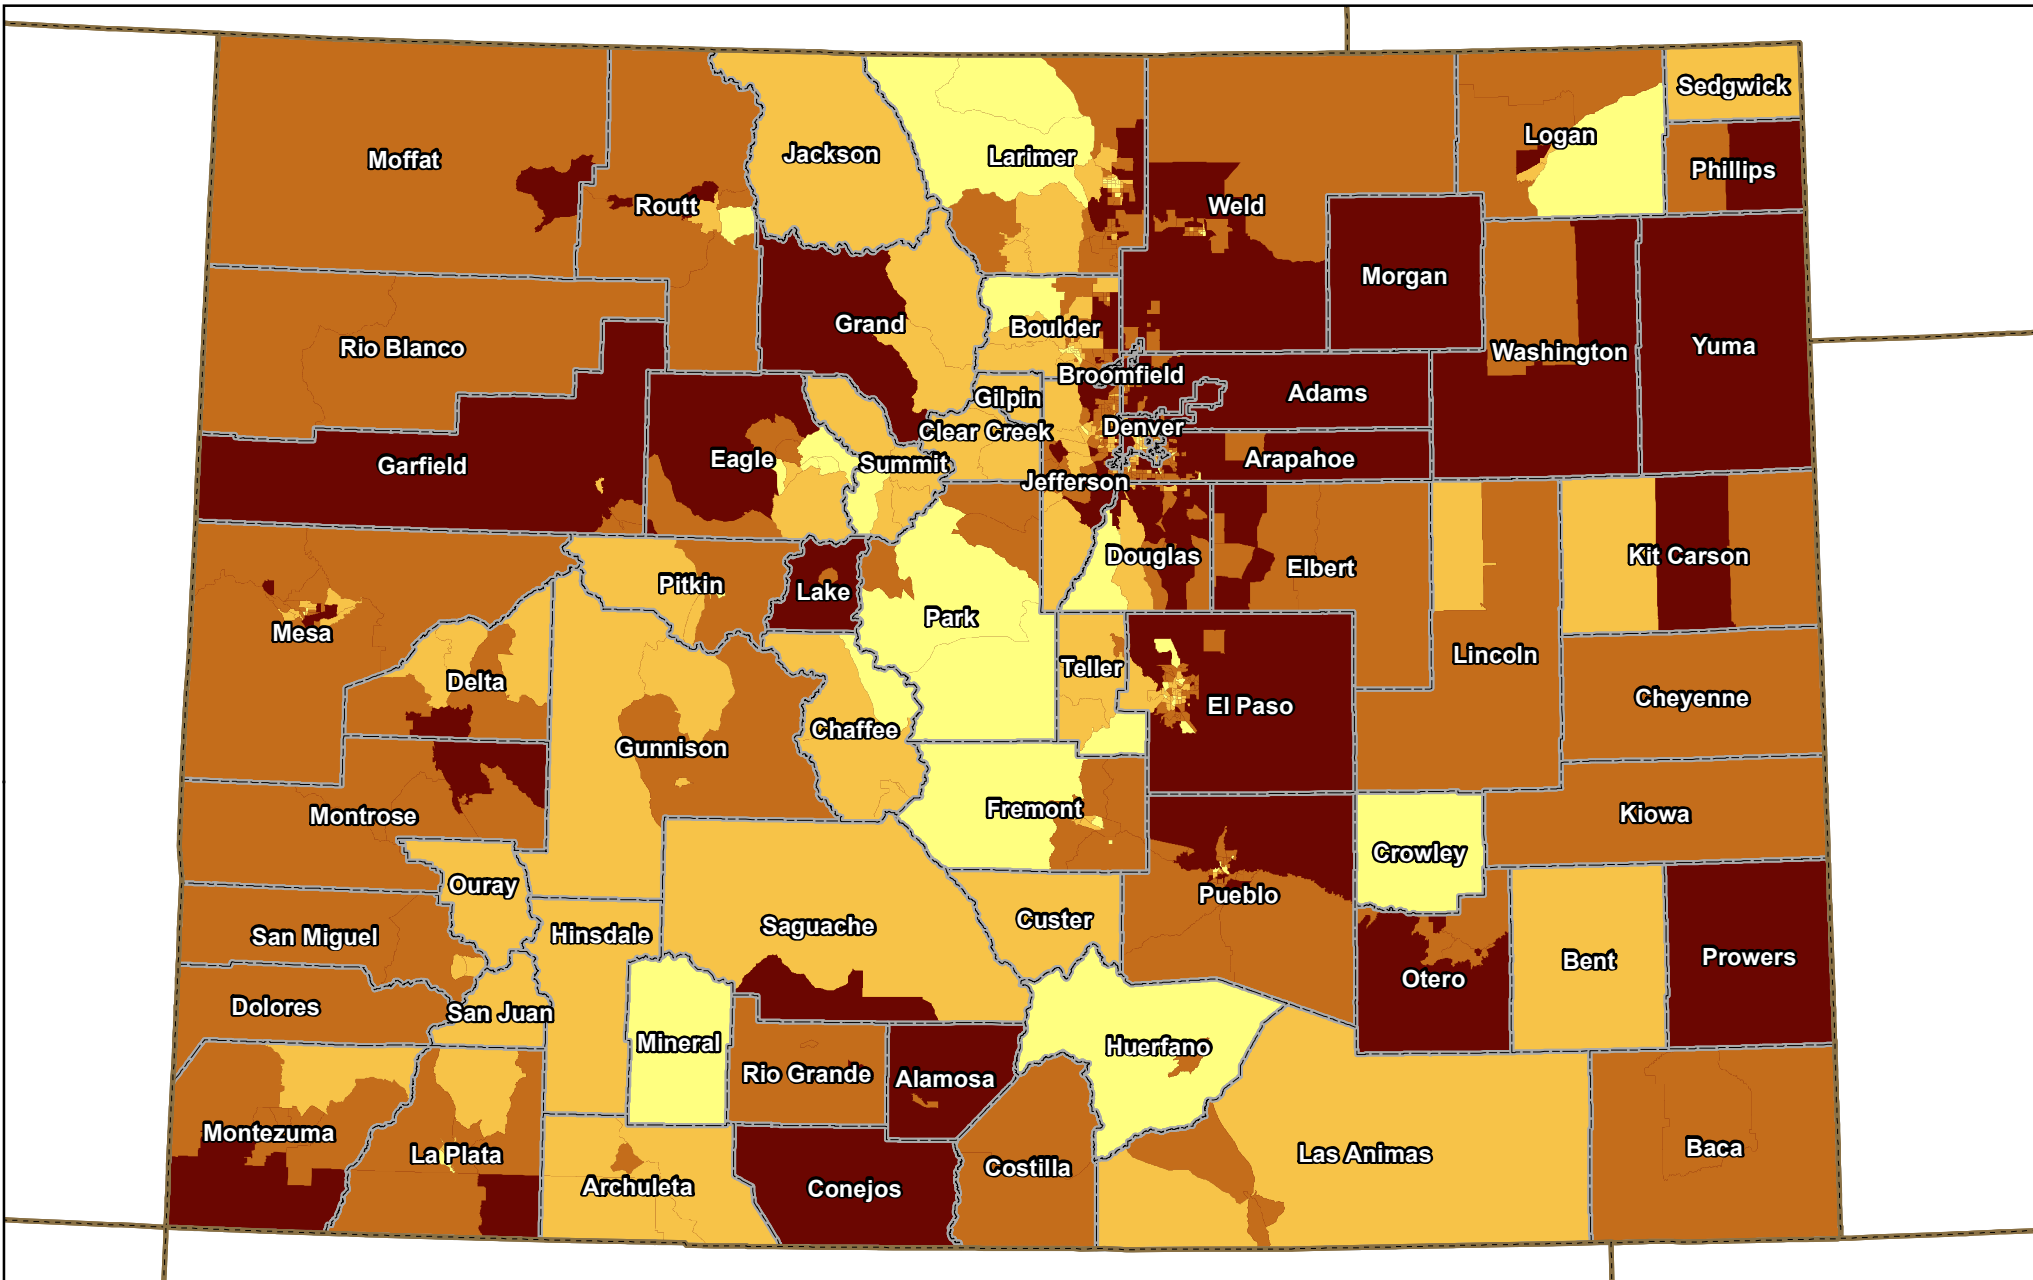 Sedgwick
Logan
Jackson
Larimer
Moffat
Phillips
Routt
Weld
Morgan
Grand
Boulder
Rio Blanco
Washington
Yuma
Broomfield
Gilpin
Adams
Denver
Clear Creek
Garfield
Eagle
Summit
Arapahoe
Jefferson
Douglas
Kit Carson
Elbert
Pitkin
Lake
Park
Mesa
Lincoln
Teller
Delta
Cheyenne
El Paso
Chaffee
Gunnison
Fremont
Montrose
Kiowa
Crowley
Ouray
Pueblo
Custer
Saguache
Hinsdale
San Miguel
Prowers
Bent
Otero
Dolores
San Juan
Mineral
Huerfano
Rio Grande
Alamosa
Montezuma
Baca
La Plata
Las Animas
Costilla
Archuleta
Conejos